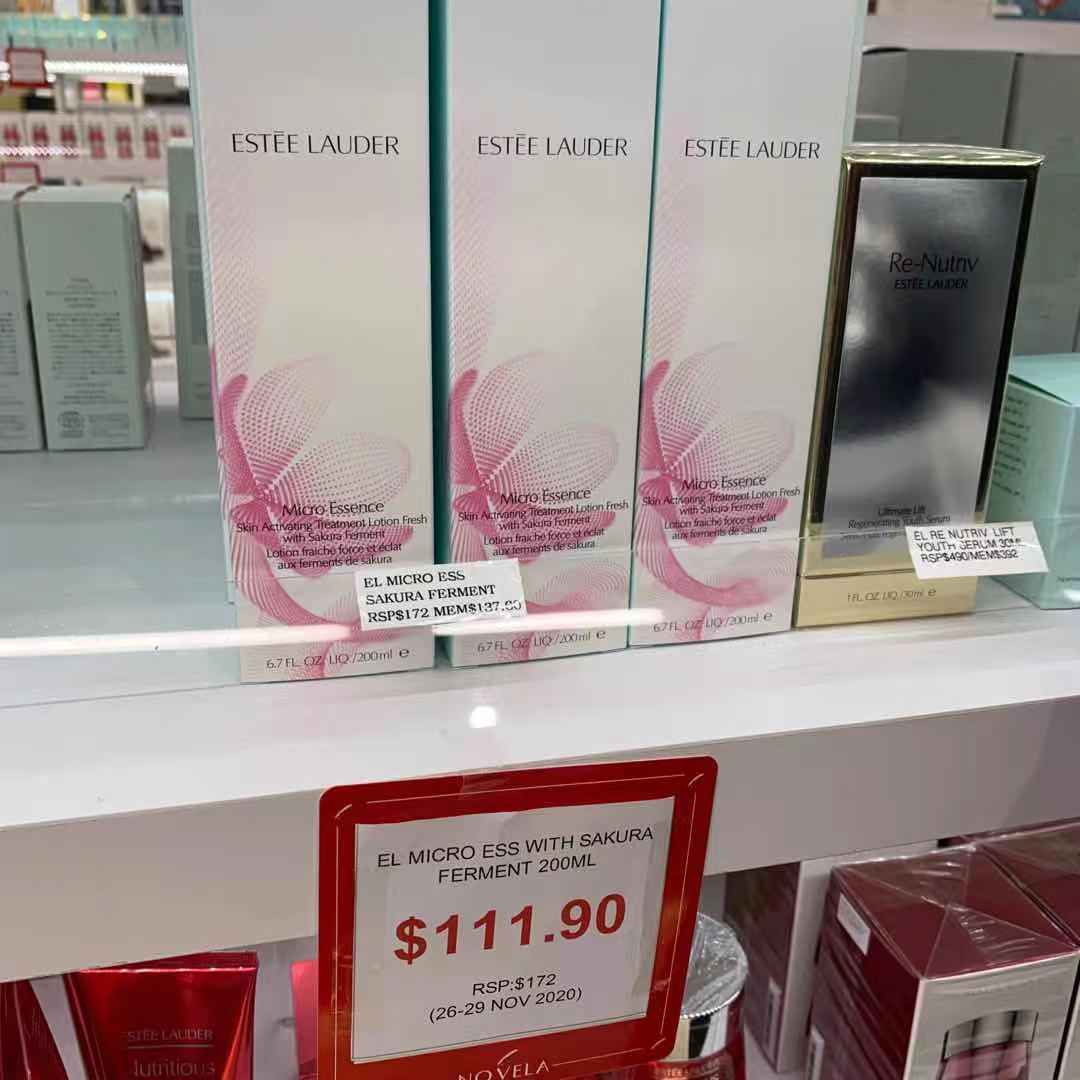 ESTĒE LAUDER
Micro Essence
Skin Activating Treatment Lotion Fresh
with Sakura Ferment
Lotion fraîche force et éclat
aux ferments de sakura
6.7 FL. OZ. LIQ./200ml e
ESTĒE LAUDER
Micro Essence
Skin Activating Treatment Lotion Fresh
with Sakura Ferment
Lotion fraîche force et éclat
aux ferments de sakura
6.7 FL. OZ. LIQ./200ml e
ESTĒE LAUDER
Micro Essence
Skin Activating Treatment Lotion Fresh
with Sakura Ferment
Lotion fraîche force et éclat
aux ferments de sakura
6.7 FL. OZ. LIQ./200ml e
Re-Nutriv
ESTĒE LAUDER
Ultimate Lift
Regenerating Youth Serum
1 FL. OZ. LIQ./30ml e
EL MICRO ESS
SAKURA FERMENT
RSP$172 MEM$137.60
EL RE NUTRIV LIFT
YOUTH SERUM 30ML
RSP$490/MEM$392
EL MICRO ESS WITH SAKURA
FERMENT 200ML
$111.90
RSP:$172
(26-29 NOV 2020)
NOVELA
ESTĒE LAUDER
Nutritious